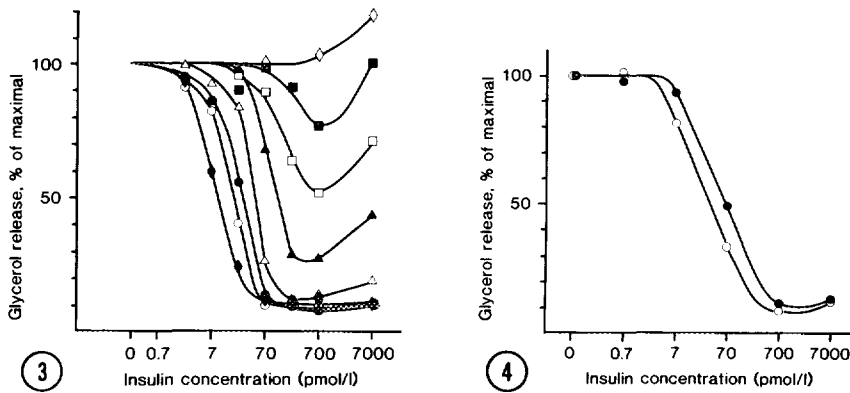 Glycerol release, % of maximal
100
50
0 0.7 7 70 700 7000
Insulin concentration (pmol/l)
3
Glycerol release, % of maximal
100
50
0 0.7 7 70 700 7000
Insulin concentration (pmol/l)
4